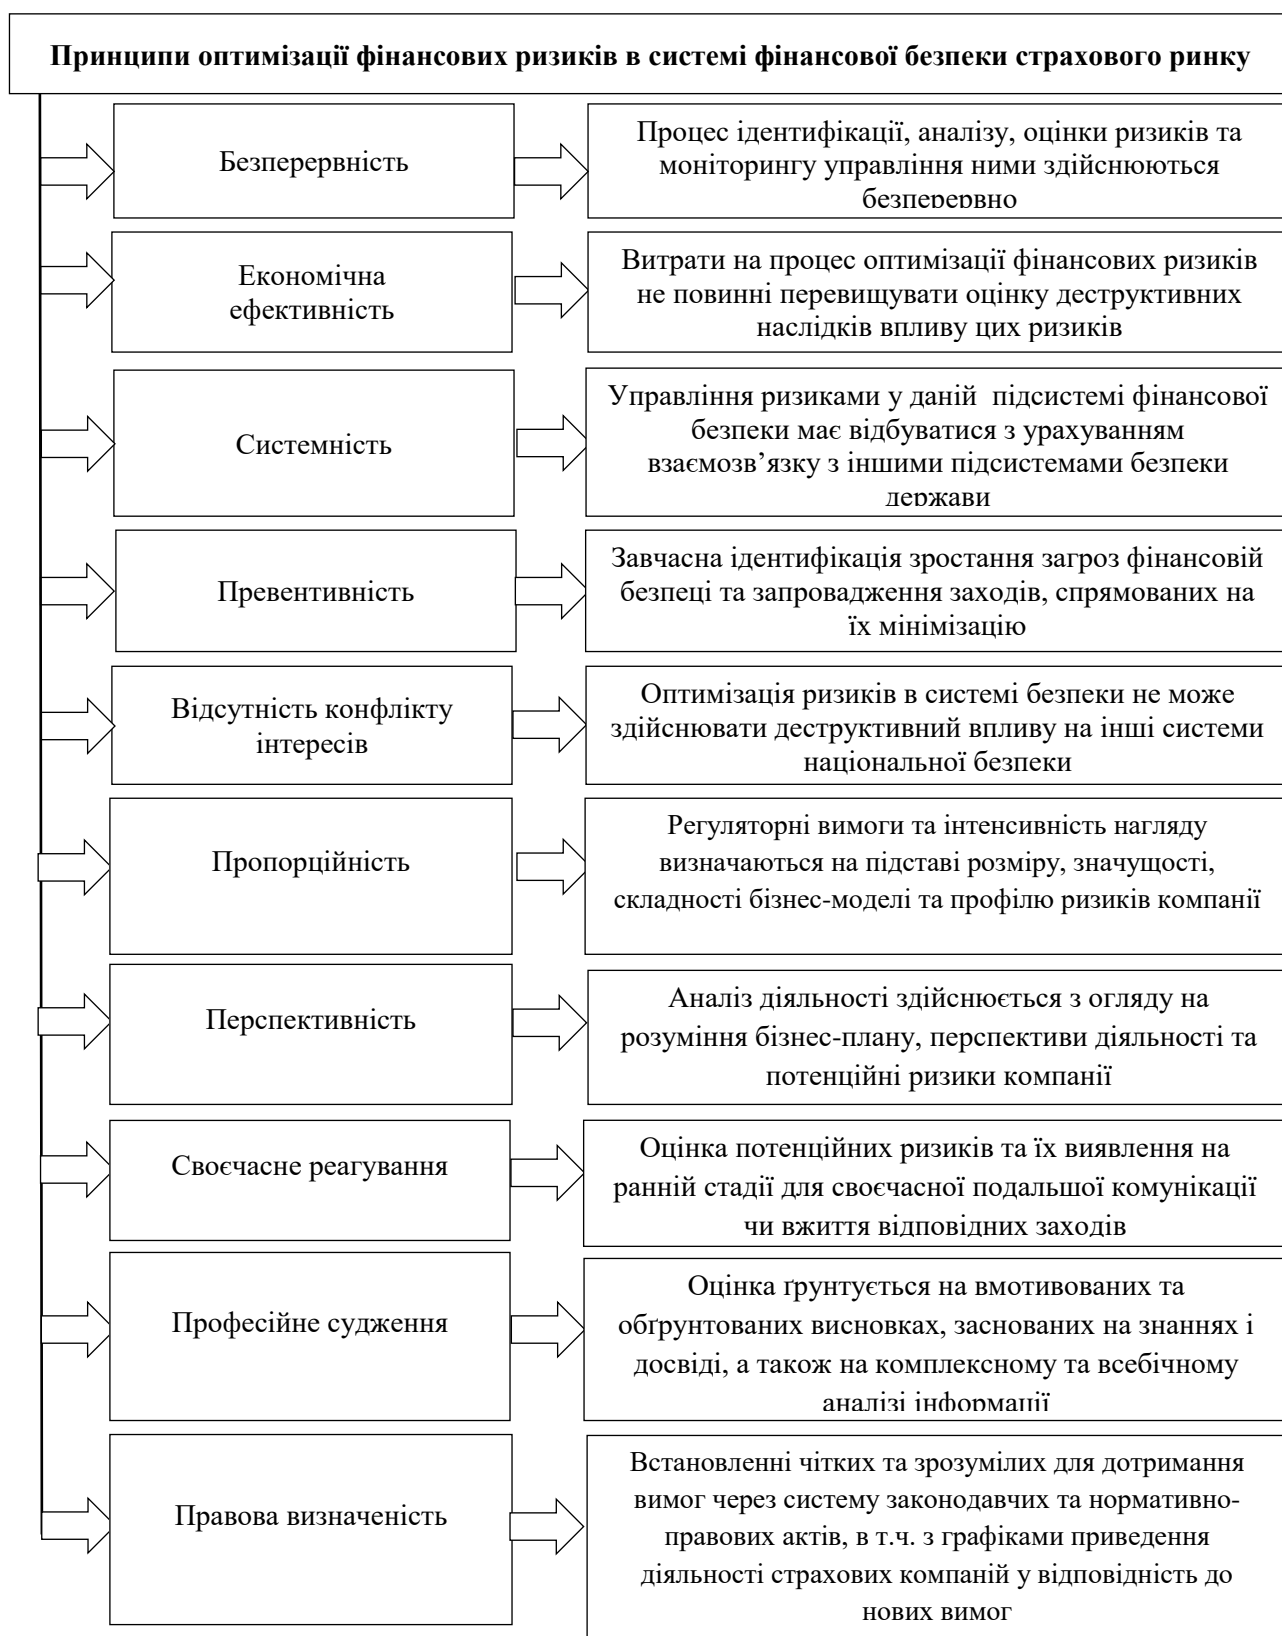 Принципи оптимізації фінансових ризиків в системі фінансової безпеки страхового ринку
Безперервність
Процес ідентифікації, аналізу, оцінки ризиків та
моніторингу управління ними здійснюються
безперервно
Економічна
ефективність
Витрати на процес оптимізації фінансових ризиків
не повинні перевищувати оцінку деструктивних
наслідків впливу цих ризиків
Системність
Управління ризиками у даній підсистемі фінансової
безпеки має відбуватися з урахуванням
взаємозв’язку з іншими підсистемами безпеки
держави
Превентивність
Завчасна ідентифікація зростання загроз фінансовій
безпеці та запровадження заходів, спрямованих на
їх мінімізацію
Відсутність конфлікту
інтересів
Оптимізація ризиків в системі безпеки не може
здійснювати деструктивний впливу на інші системи
національної безпеки
Пропорційність
Регуляторні вимоги та інтенсивність нагляду
визначаються на підставі розміру, значущості,
складності бізнес-моделі та профілю ризиків компанії
Перспективність
Аналіз діяльності здійснюється з огляду на
розуміння бізнес-плану, перспективи діяльності та
потенційні ризики компанії
Своєчасне реагування
Оцінка потенційних ризиків та їх виявлення на
ранній стадії для своєчасної подальшої комунікації
чи вжиття відповідних заходів
Професійне судження
Оцінка ґрунтується на вмотивованих та
обґрунтованих висновках, заснованих на знаннях і
досвіді, а також на комплексному та всебічному
аналізі інформації
Правова визначеність
Встановленні чітких та зрозумілих для дотримання
вимог через систему законодавчих та нормативно-
правових актів, в т.ч. з графіками приведення
діяльності страхових компаній у відповідність до
нових вимог